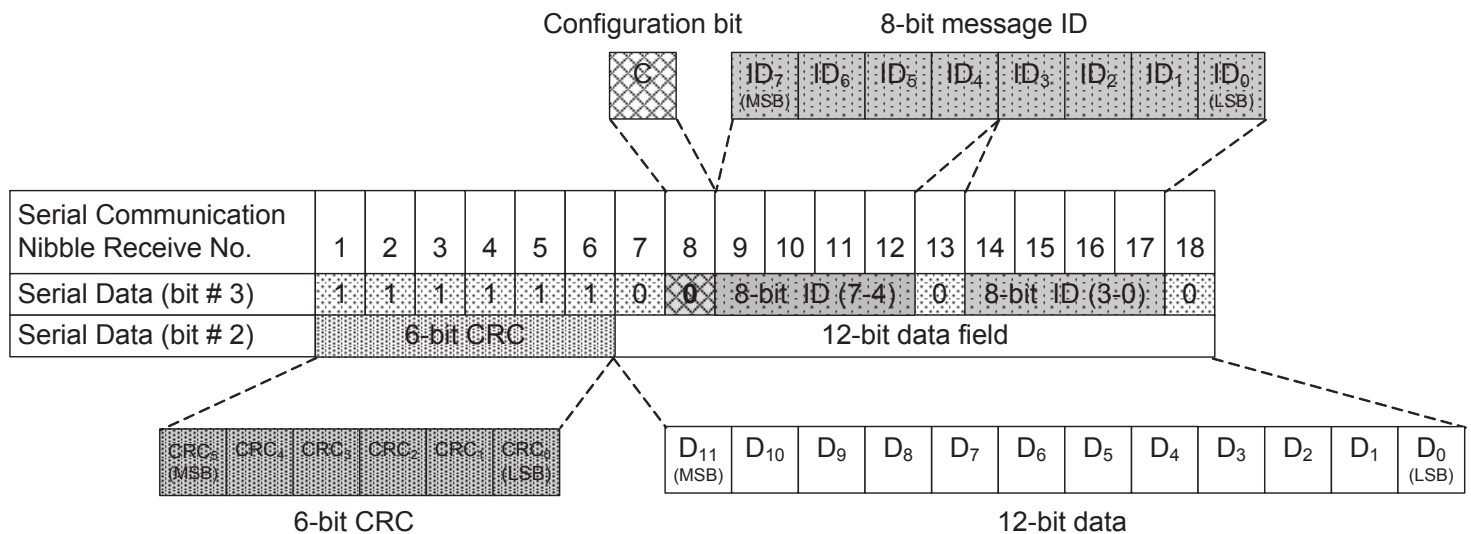 Configuration bit 8-bit message ID
C ID₇ ID₆ ID₅ ID₄ ID₃ ID₂ ID₁ ID₀
(MSB) (LSB)
Serial Communication
Nibble Receive No. 1 2 3 4 5 6 7 8 9 10 11 12 13 14 15 16 17 18
Serial Data (bit # 3) 1 1 1 1 1 1 0 0 8-bit ID (7-4) 0 8-bit ID (3-0) 0
Serial Data (bit # 2) 6-bit CRC 12-bit data field
CRC₅ CRC₄ CRC₃ CRC₂ CRC₁ CRC₀ D₁₁ D₁₀ D₉ D₈ D₇ D₆ D₅ D₄ D₃ D₂ D₁ D₀
(MSB) (LSB) (MSB) (LSB)
6-bit CRC 12-bit data